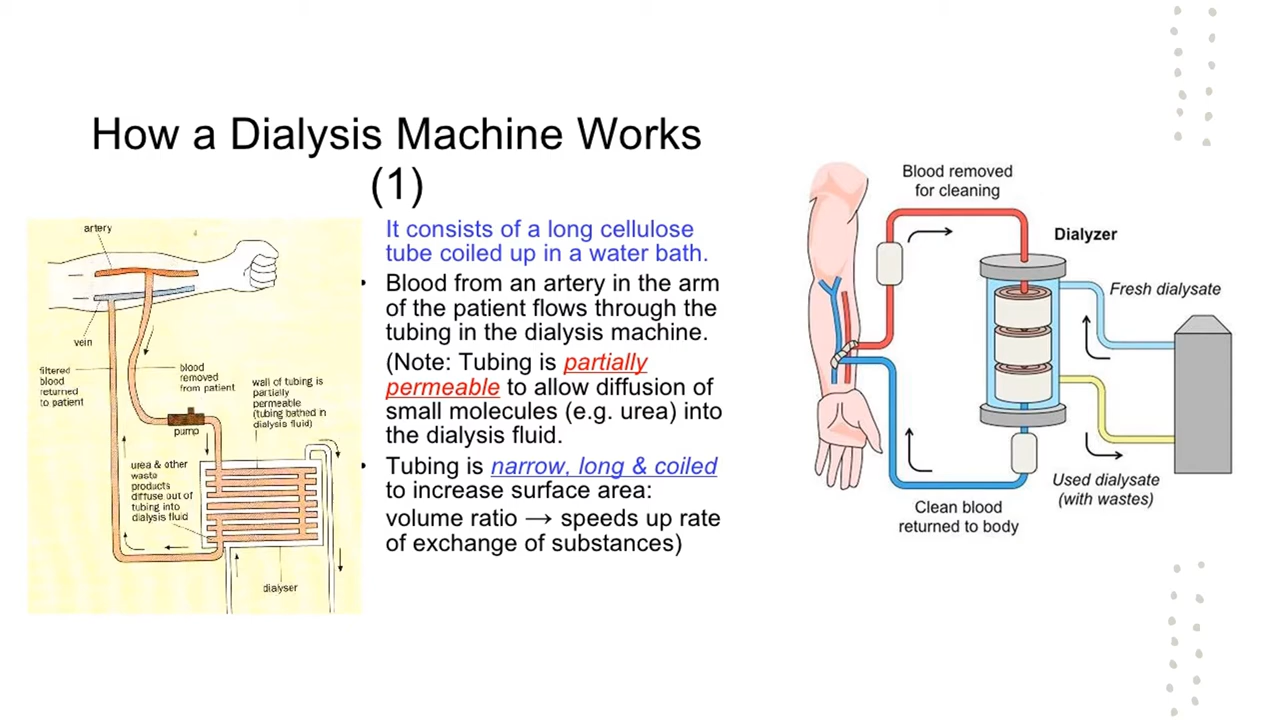 How a Dialysis Machine Works
(1)
artery
vein
filtered
blood
returned
to patient
blood
removed
from patient
pump
wall of tubing is
partially
permeable
(tubing bathed in
dialysis fluid)
urea & other
waste
products
diffuse out of
tubing into
dialysis fluid
dialyser
It consists of a long cellulose
tube coiled up in a water bath.
• Blood from an artery in the arm
of the patient flows through the
tubing in the dialysis machine.
(Note: Tubing is partially
permeable to allow diffusion of
small molecules (e.g. urea) into
the dialysis fluid.
• Tubing is narrow, long & coiled
to increase surface area:
volume ratio → speeds up rate
of exchange of substances)
Blood removed
for cleaning
Dialyzer
Fresh dialysate
Used dialysate
(with wastes)
Clean blood
returned to body